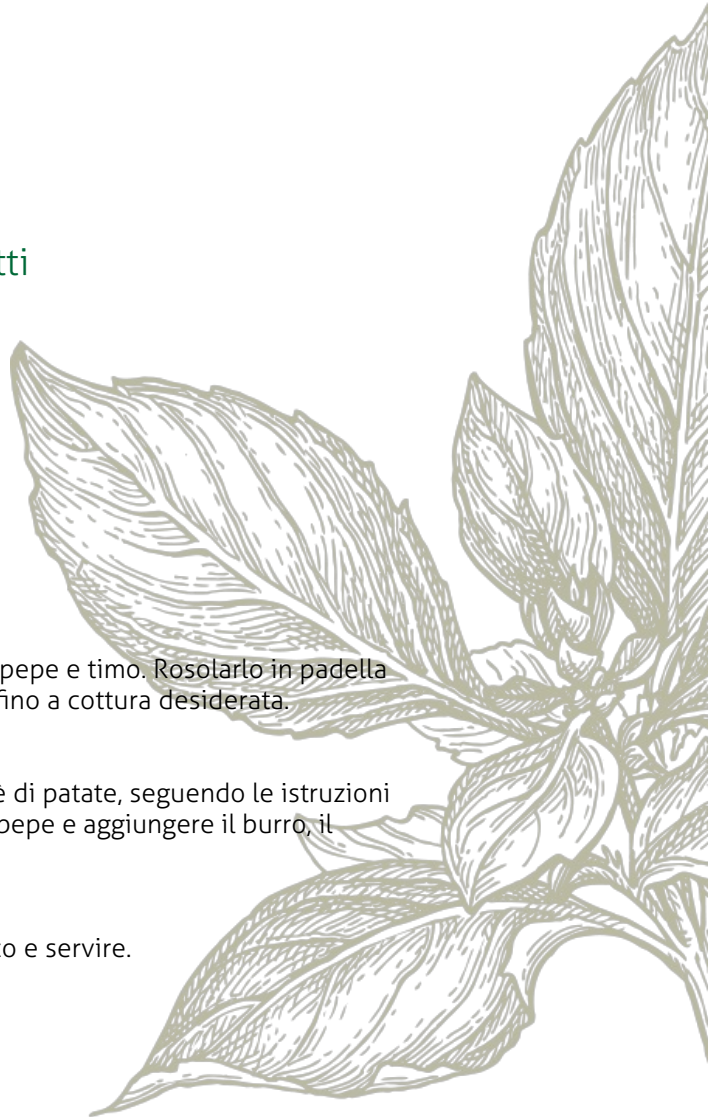 tti
pepe e timo. Rosolarlo in padella
fino a cottura desiderata.
è di patate, seguendo le istruzioni
pepe e aggiungere il burro, il
to e servire.